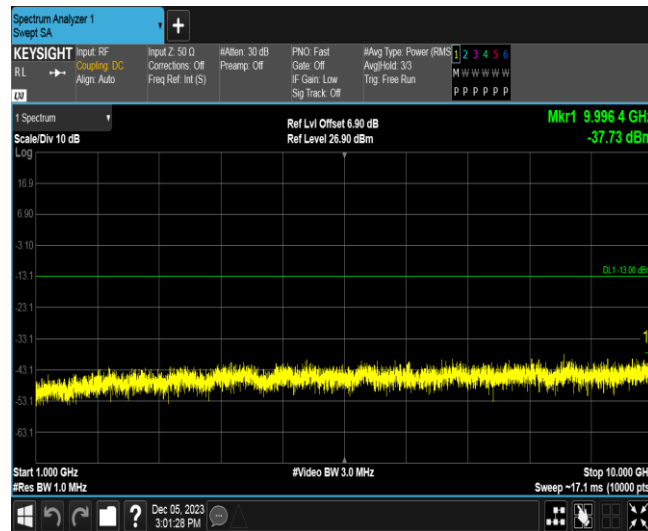 Spectrum Analyzer 1
Swept SA
+
KEYSIGHT
RL
LXI
Input: RF
Coupling: DC
Align: Auto
Input Z: 50 Ω
Corrections: Off
Freq Ref: Int (S)
#Atten: 30 dB
Preamp: Off
PNO: Fast
Gate: Off
IF Gain: Low
Sig Track: Off
#Avg Type: Power (RMS
Avg|Hold: 3/3
Trig: Free Run
1 2 3 4 5 6
M W W W W W
P P P P P P
1 Spectrum
Scale/Div 10 dB
Log
Ref Lvl Offset 6.90 dB
Ref Level 26.90 dBm
Mkr1 9.996 4 GHz
-37.73 dBm
16.9
6.90
-3.10
-13.1
DL1 -13.00 dBm
-23.1
-33.1
1
-43.1
-53.1
-63.1
Start 1.000 GHz
#Res BW 1.0 MHz
#Video BW 3.0 MHz
Stop 10.000 GHz
Sweep ~17.1 ms (10000 pts
?
Dec 05, 2023
3:01:28 PM